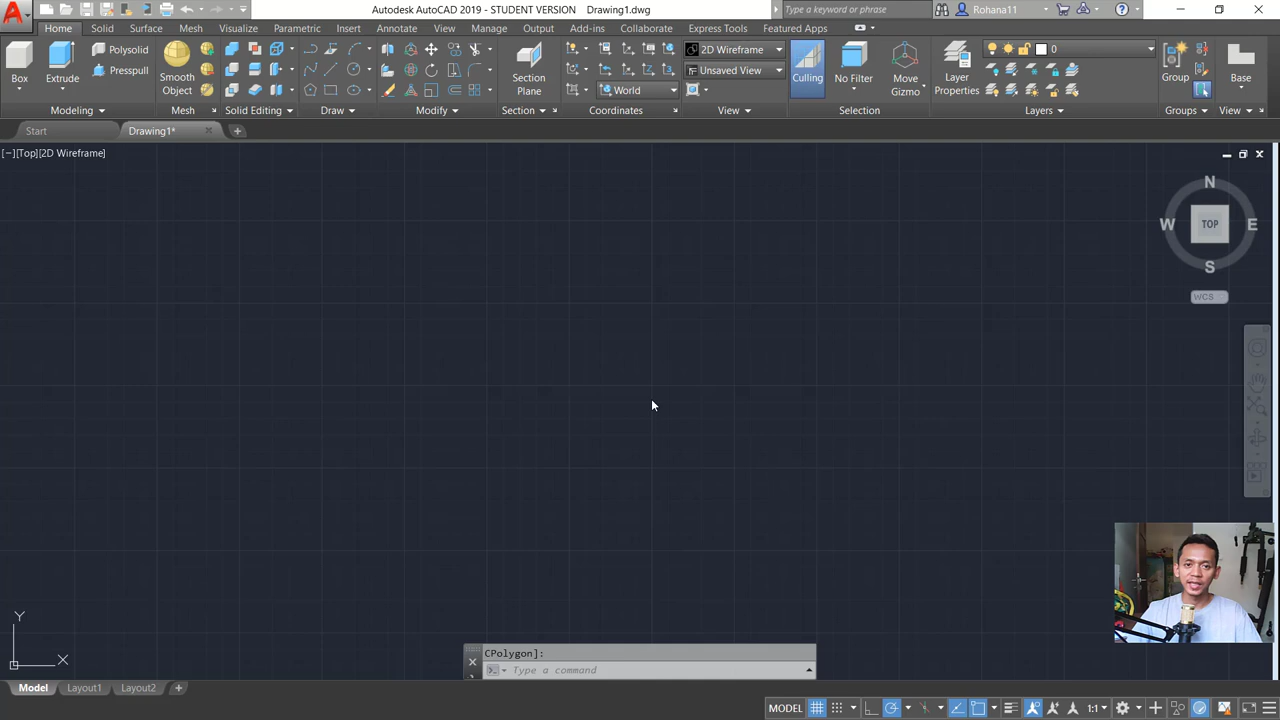 Autodesk AutoCAD 2019 - STUDENT VERSION Drawing1.dwg
Type a keyword or phrase
Rohana11
Home Solid Surface Mesh Visualize Parametric Insert Annotate View Manage Output Add-ins Collaborate Express Tools Featured Apps
Box
Extrude
Polysolid
Presspull
Smooth
Object
Section
Plane
2D Wireframe
Unsaved View
World
Culling
No Filter
Move
Gizmo
Layer
Properties
0
Group
Base
Modeling Mesh Solid Editing Draw Modify Section Coordinates View Selection Layers Groups View
Start Drawing1*
[−][Top][2D Wireframe]
N
W TOP E
S
WCS
Y
X
CPolygon]:
Type a command
Model Layout1 Layout2
MODEL 1:1